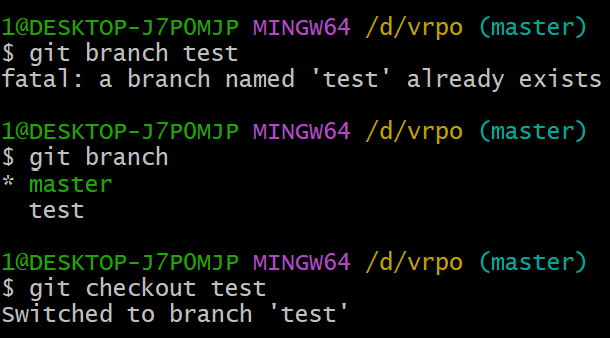 1@DESKTOP-J7P0MJP MINGW64 /d/vrpo (master)
$ git branch test
fatal: a branch named 'test' already exists
1@DESKTOP-J7P0MJP MINGW64 /d/vrpo (master)
$ git branch
* master
  test
1@DESKTOP-J7P0MJP MINGW64 /d/vrpo (master)
$ git checkout test
Switched to branch 'test'